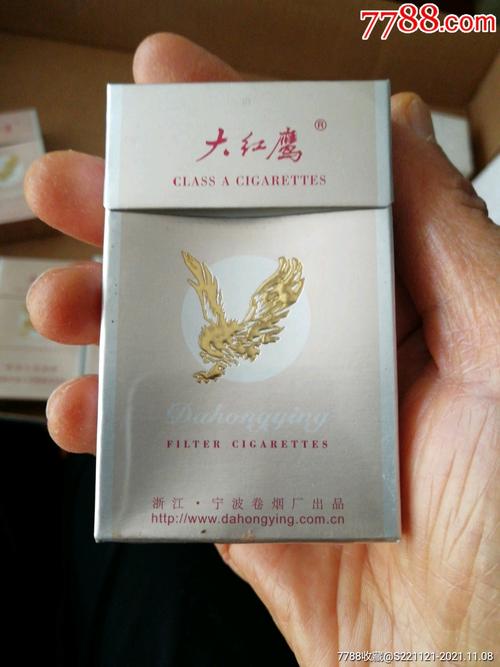 7788.com
大红鹰®
CLASS A CIGARETTES
Dahongying
FILTER CIGARETTES
浙江·宁波卷烟厂出品
http://www.dahongying.com.cn
7788收藏@S221121-2021.11.08